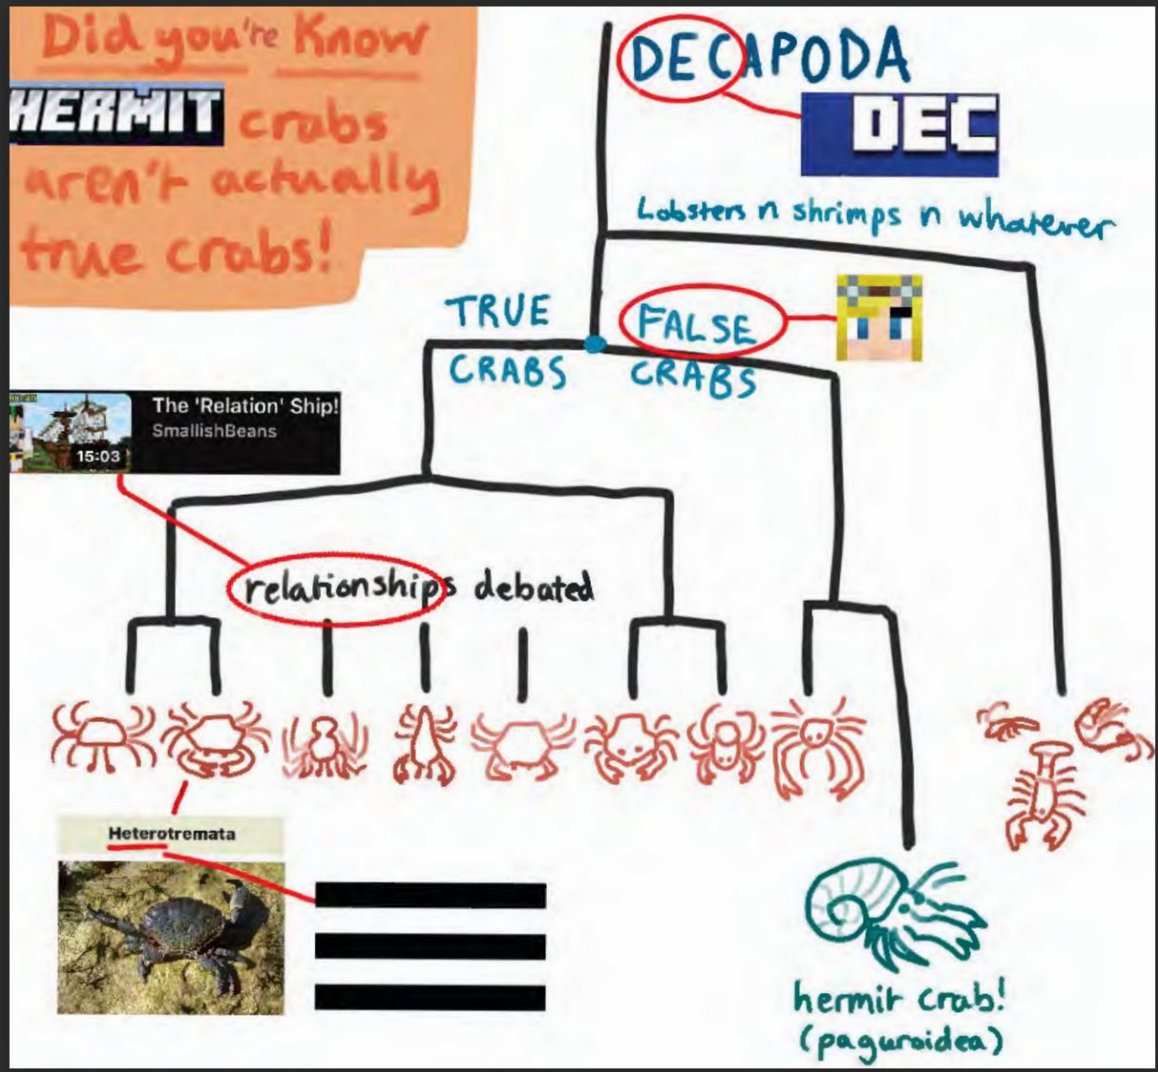 Did you're Know
HERMIT crabs
aren't actually
true crabs!
DECAPODA
DEC
Lobsters n shrimps n whatever
TRUE
CRABS
FALSE
CRABS
The 'Relation' Ship!
SmallishBeans
15:03
relationships debated
Heterotremata
hermit crab!
(paguroidea)